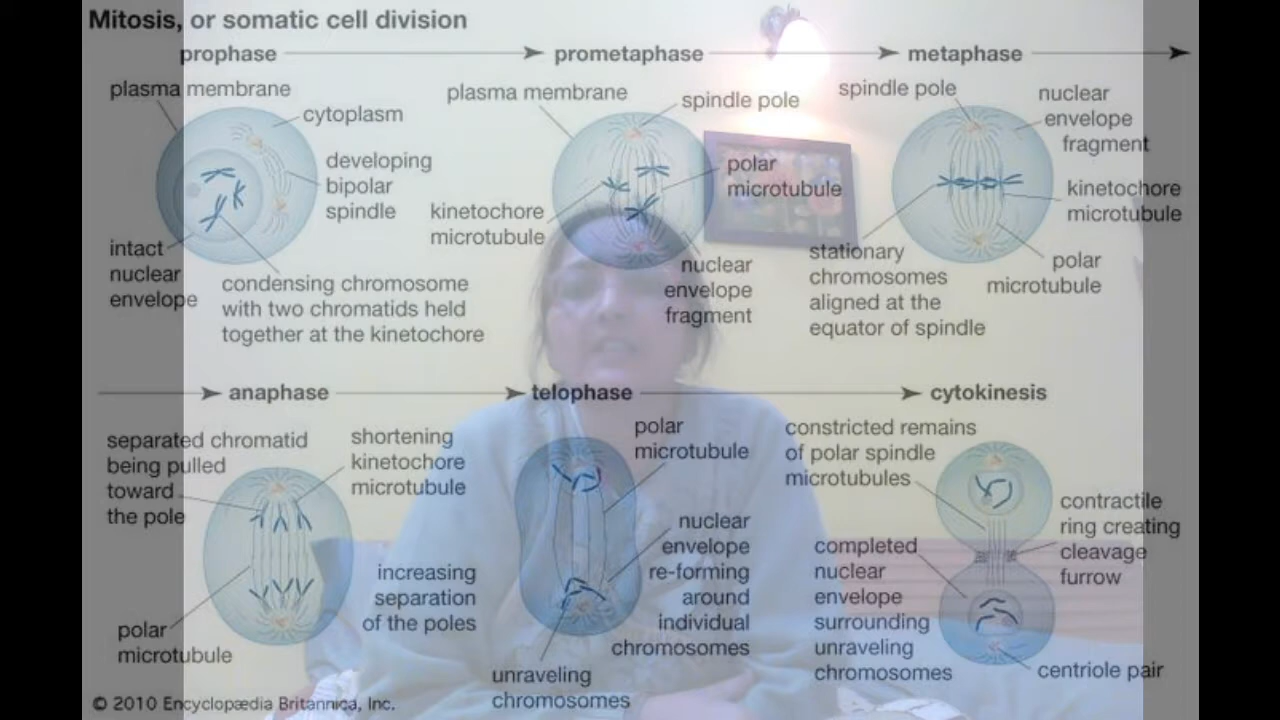 Mitosis, or somatic cell division
prophase
prometaphase
metaphase
plasma membrane
cytoplasm
developing
bipolar
spindle
intact
nuclear
envelope
condensing chromosome
with two chromatids held
together at the kinetochore
plasma membrane
spindle pole
polar
microtubule
kinetochore
microtubule
nuclear
envelope
fragment
spindle pole
nuclear
envelope
fragment
kinetochore
microtubule
stationary
chromosomes
aligned at the
equator of spindle
polar
microtubule
anaphase
telophase
cytokinesis
separated chromatid
being pulled
toward
the pole
shortening
kinetochore
microtubule
increasing
separation
of the poles
polar
microtubule
polar
microtubule
nuclear
envelope
re-forming
around
individual
chromosomes
unraveling
chromosomes
constricted remains
of polar spindle
microtubules
contractile
ring creating
cleavage
furrow
completed
nuclear
envelope
surrounding
unraveling
chromosomes
centriole pair
© 2010 Encyclopædia Britannica, Inc.